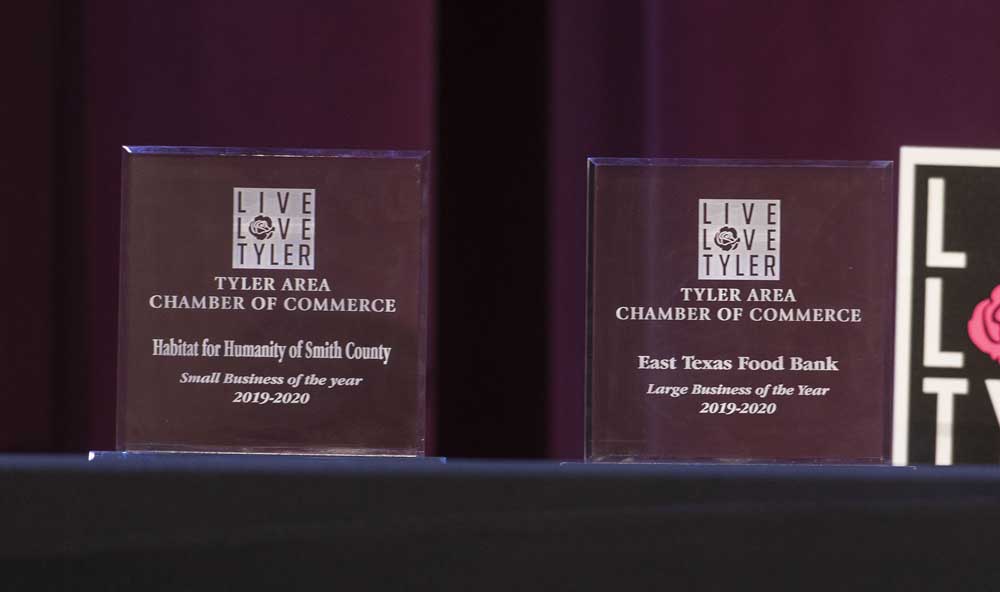 LIVE
LOVE
TYLER
TYLER AREA
CHAMBER OF COMMERCE
Habitat for Humanity of Smith County
Small Business of the year
2019-2020
LIVE
LOVE
TYLER
TYLER AREA
CHAMBER OF COMMERCE
East Texas Food Bank
Large Business of the Year
2019-2020
L
L
T